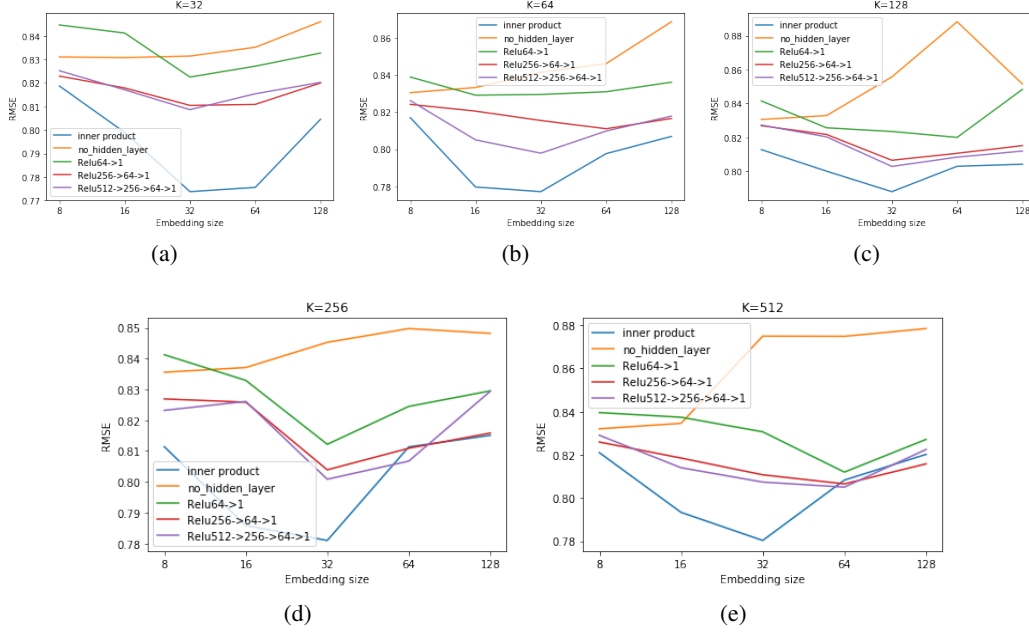 K=32
0.84
0.83
0.82
0.81
0.80
0.79
0.78
0.77
RMSE
inner product
no_hidden_layer
Relu64->1
Relu256->64->1
Relu512->256->64->1
8 16 32 64 128
Embedding size
(a)
K=64
0.86
0.84
0.82
0.80
0.78
RMSE
inner product
no_hidden_layer
Relu64->1
Relu256->64->1
Relu512->256->64->1
8 16 32 64 128
Embedding size
(b)
K=128
0.88
0.86
0.84
0.82
0.80
RMSE
inner product
no_hidden_layer
Relu64->1
Relu256->64->1
Relu512->256->64->1
8 16 32 64 128
Embedding size
(c)
K=256
0.85
0.84
0.83
0.82
0.81
0.80
0.79
0.78
RMSE
inner product
no_hidden_layer
Relu64->1
Relu256->64->1
Relu512->256->64->1
8 16 32 64 128
Embedding size
(d)
K=512
0.88
0.86
0.84
0.82
0.80
0.78
RMSE
inner product
no_hidden_layer
Relu64->1
Relu256->64->1
Relu512->256->64->1
8 16 32 64 128
Embedding size
(e)